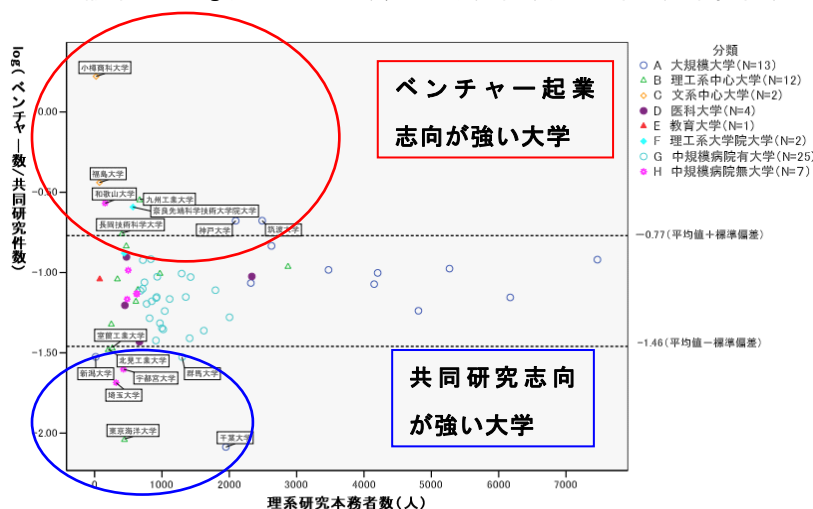 ベンチャー起業
志向が強い大学
共同研究志向
が強い大学
log(ベンチャー数/共同研究件数)
0.00
-0.50
-1.00
-1.50
-2.00
0
1000
2000
3000
4000
5000
6000
7000
理系研究本務者数(人)
小樽商科大学
福島大学
和歌山大学
九州工業大学
奈良先端科学技術大学院大学
長岡技術科学大学
神戸大学
筑波大学
室蘭工業大学
新潟大学
北見工業大学
群馬大学
宇都宮大学
埼玉大学
東京海洋大学
千葉大学
-0.77(平均値+標準偏差)
-1.46(平均値-標準偏差)
分類
A 大規模大学(N=13)
B 理工系中心大学(N=12)
C 文系中心大学(N=2)
D 医科大学(N=4)
E 教育大学(N=1)
F 理工系大学院大学(N=2)
G 中規模病院有大学(N=25)
H 中規模病院無大学(N=7)